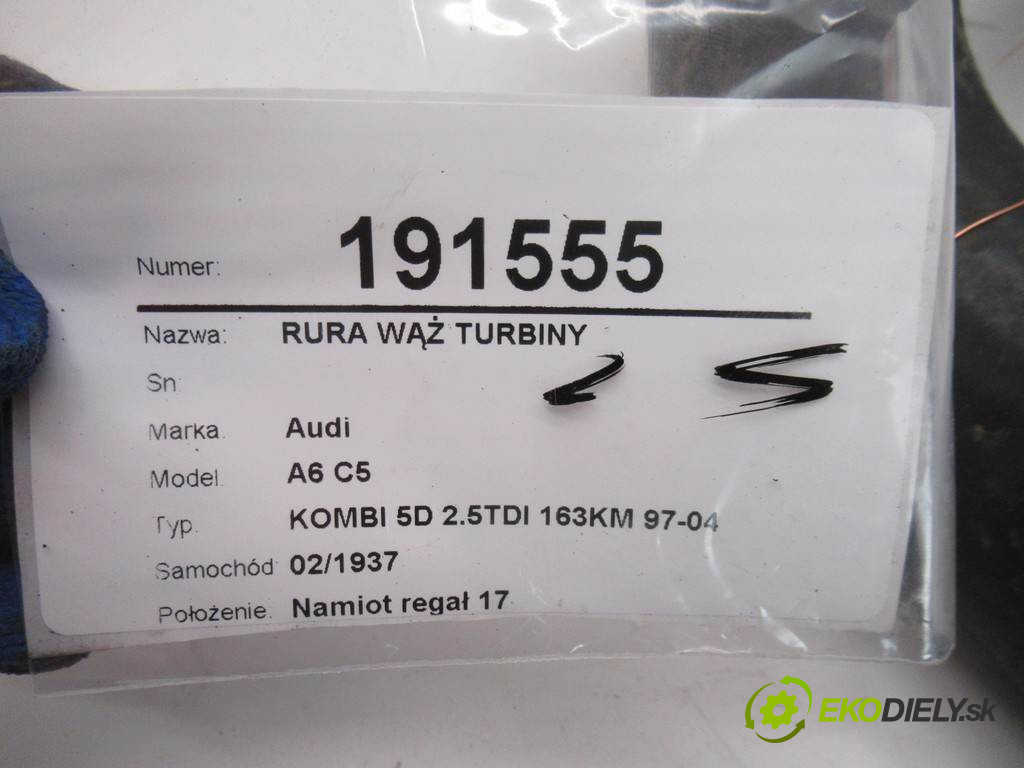 Numer: 191555
Nazwa: RURA WĄŻ TURBINY
Sn:
Marka. Audi
Model. A6 C5
Typ. KOMBI 5D 2.5TDI 163KM 97-04
Samochód: 02/1937
Położenie. Namiot regał 17
EKODIELY.sk